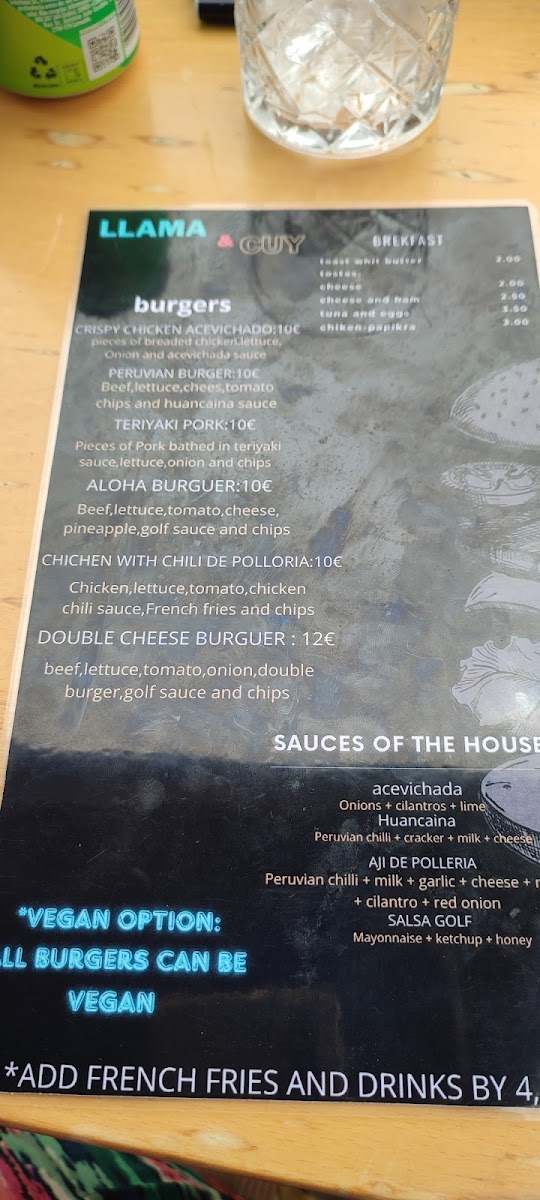 LLAMA & CUY
burgers
CRISPY CHICKEN ACEVICHADO:10€
pieces of breaded chicken,lettuce,
Onion and acevichada sauce
PERUVIAN BURGER:10€
Beef,lettuce,chees,tomato
chips and huancaina sauce
TERIYAKI PORK:10€
Pieces of Pork bathed in teriyaki
sauce,lettuce,onion and chips
ALOHA BURGUER:10€
Beef,lettuce,tomato,cheese,
pineapple,golf sauce and chips
CHICHEN WITH CHILI DE POLLORIA:10€
Chicken,lettuce,tomato,chicken
chili sauce,French fries and chips
DOUBLE CHEESE BURGUER : 12€
beef,lettuce,tomato,onion,double
burger,golf sauce and chips
BREKFAST
toast whit butter 2.00
tostas;
cheese 2.00
cheese and ham 2.50
tuna and eggs 3.50
chiken-paprika 3.00
SAUCES OF THE HOUSE
acevichada
Onions + cilantros + lime
Huancaina
Peruvian chilli + cracker + milk + cheese
AJI DE POLLERIA
Peruvian chilli + milk + garlic + cheese +
+ cilantro + red onion
SALSA GOLF
Mayonnaise + ketchup + honey
*VEGAN OPTION:
ALL BURGERS CAN BE
VEGAN
*ADD FRENCH FRIES AND DRINKS BY 4,